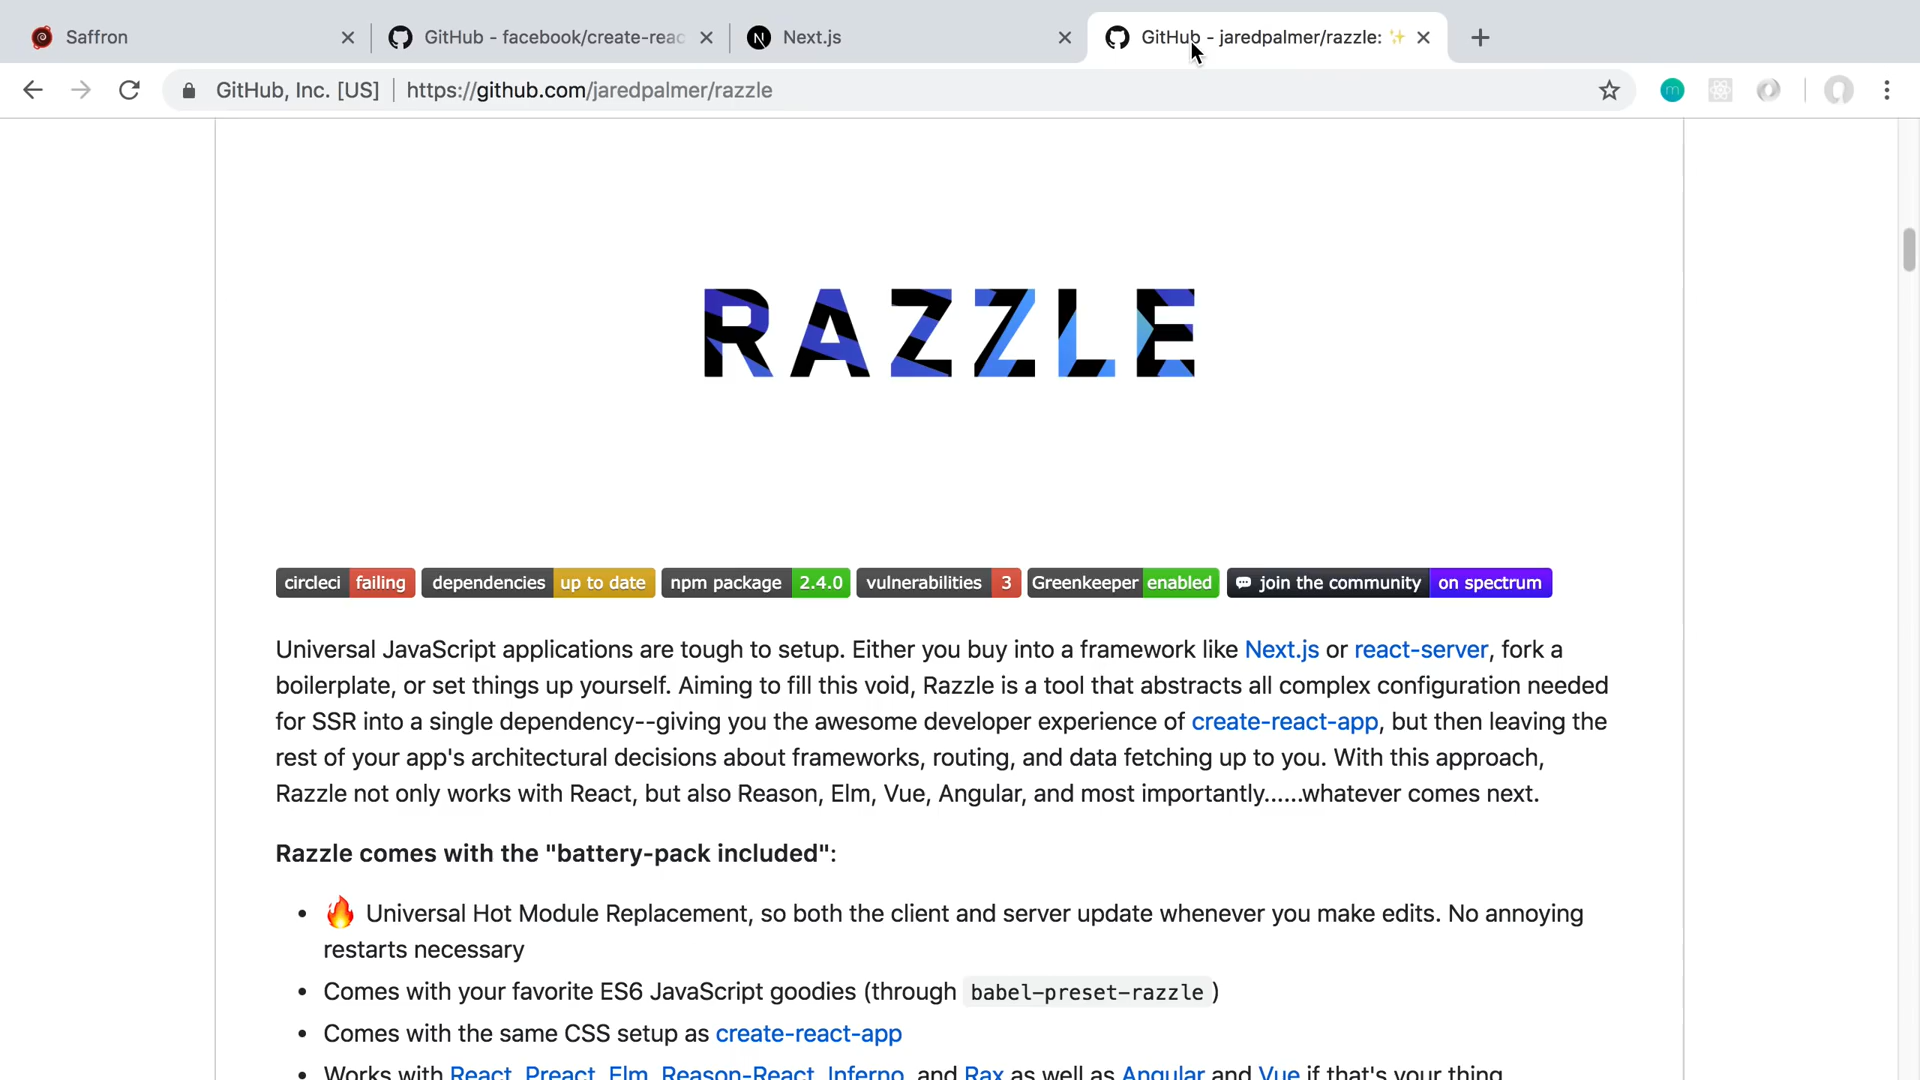 Saffron
GitHub - facebook/create-reac
Next.js
GitHub - jaredpalmer/razzle: ✨
GitHub, Inc. [US]
https://github.com/jaredpalmer/razzle
m
RAZZLE
circleci failing
dependencies up to date
npm package 2.4.0
vulnerabilities 3
Greenkeeper enabled
💬 join the community on spectrum
Universal JavaScript applications are tough to setup. Either you buy into a framework like Next.js or react-server, fork a
boilerplate, or set things up yourself. Aiming to fill this void, Razzle is a tool that abstracts all complex configuration needed
for SSR into a single dependency--giving you the awesome developer experience of create-react-app, but then leaving the
rest of your app's architectural decisions about frameworks, routing, and data fetching up to you. With this approach,
Razzle not only works with React, but also Reason, Elm, Vue, Angular, and most importantly......whatever comes next.
Razzle comes with the "battery-pack included":
• 🔥 Universal Hot Module Replacement, so both the client and server update whenever you make edits. No annoying
restarts necessary
• Comes with your favorite ES6 JavaScript goodies (through babel-preset-razzle )
• Comes with the same CSS setup as create-react-app
• Works with React, Preact, Elm, Reason-React, Inferno, and Rax as well as Angular and Vue if that's your thing